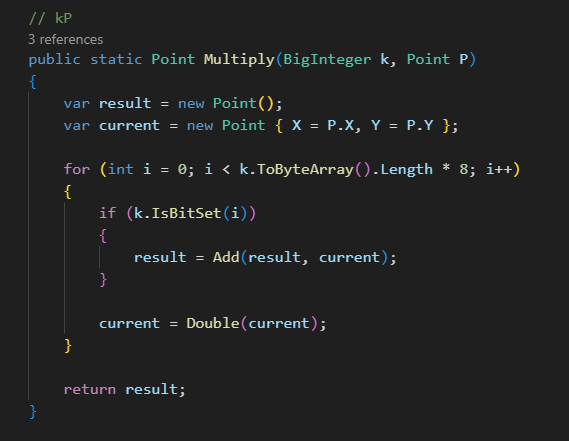 // kP
3 references
public static Point Multiply(BigInteger k, Point P)
{
    var result = new Point();
    var current = new Point { X = P.X, Y = P.Y };

    for (int i = 0; i < k.ToByteArray().Length * 8; i++)
    {
        if (k.IsBitSet(i))
        {
            result = Add(result, current);
        }

        current = Double(current);
    }

    return result;
}